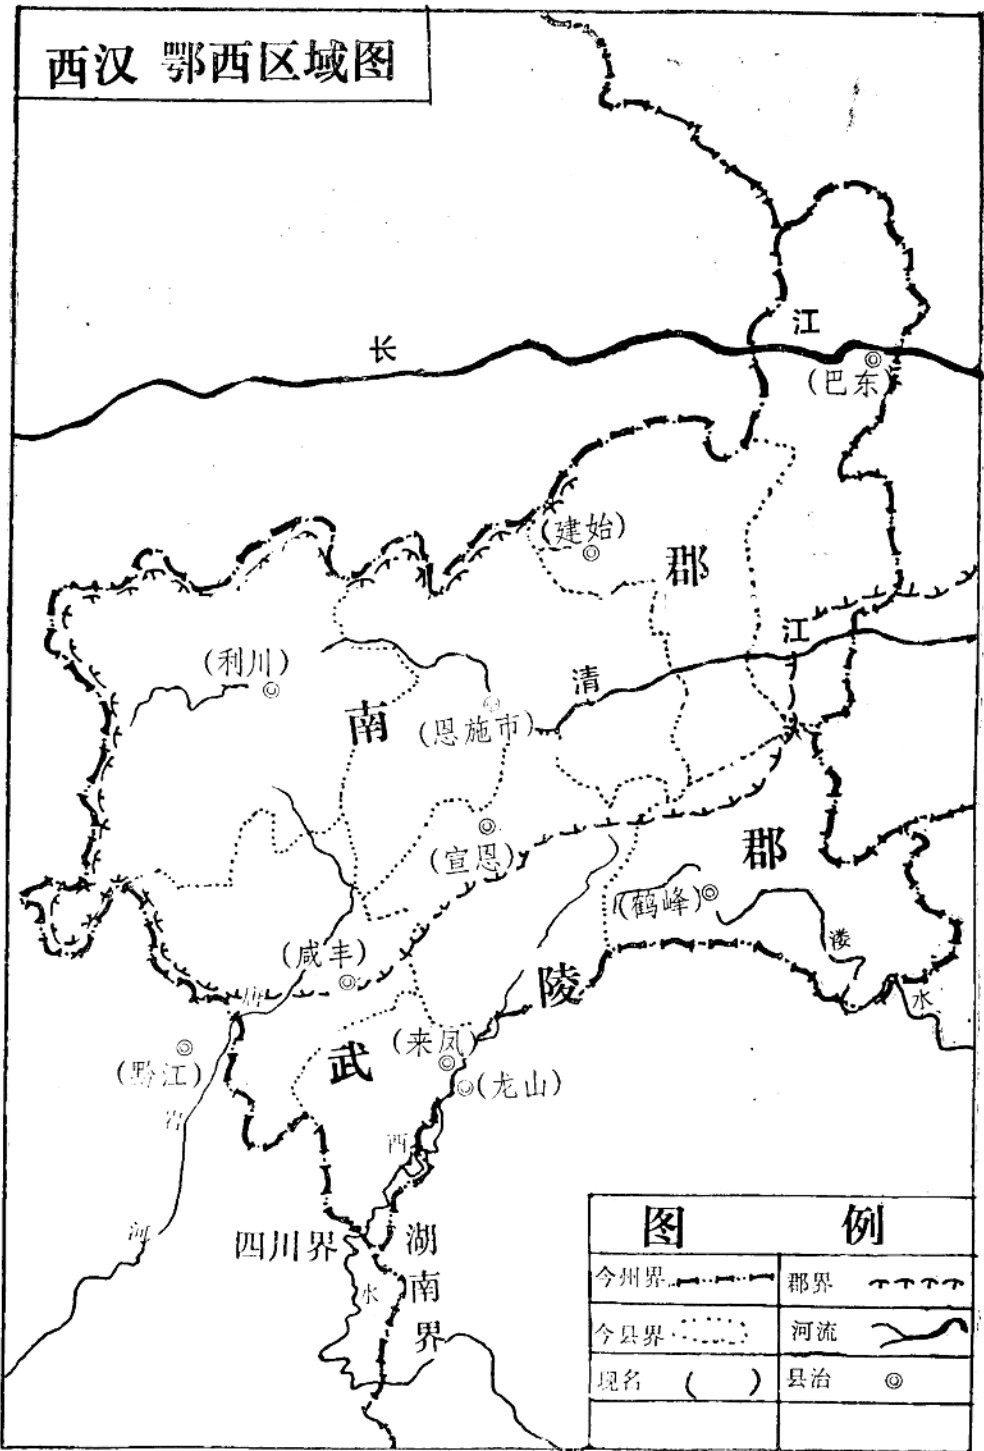 西汉 鄂西区域图
长
江
(巴东)
(建始)
郡
江
(利川)
清
南
(恩施市)
郡
(宣恩)
(鹤峰)
溇
(咸丰)
陵
水
唐
(来凤)
武
(黔江)
(龙山)
岩
西
河
四川界
湖南界
水
图 例
今州界
郡界
今县界
河流
现名 ( )
县治